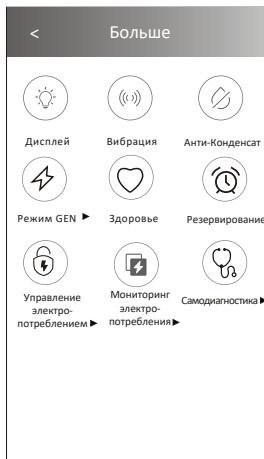 < Больше
Дисплей Вибрация Анти-Конденсат
Режим GEN ► Здоровье Резервирование
Управление
электро-
потреблением ►
Мониторинг
электро-
потребления ►
Самодиагностика ►